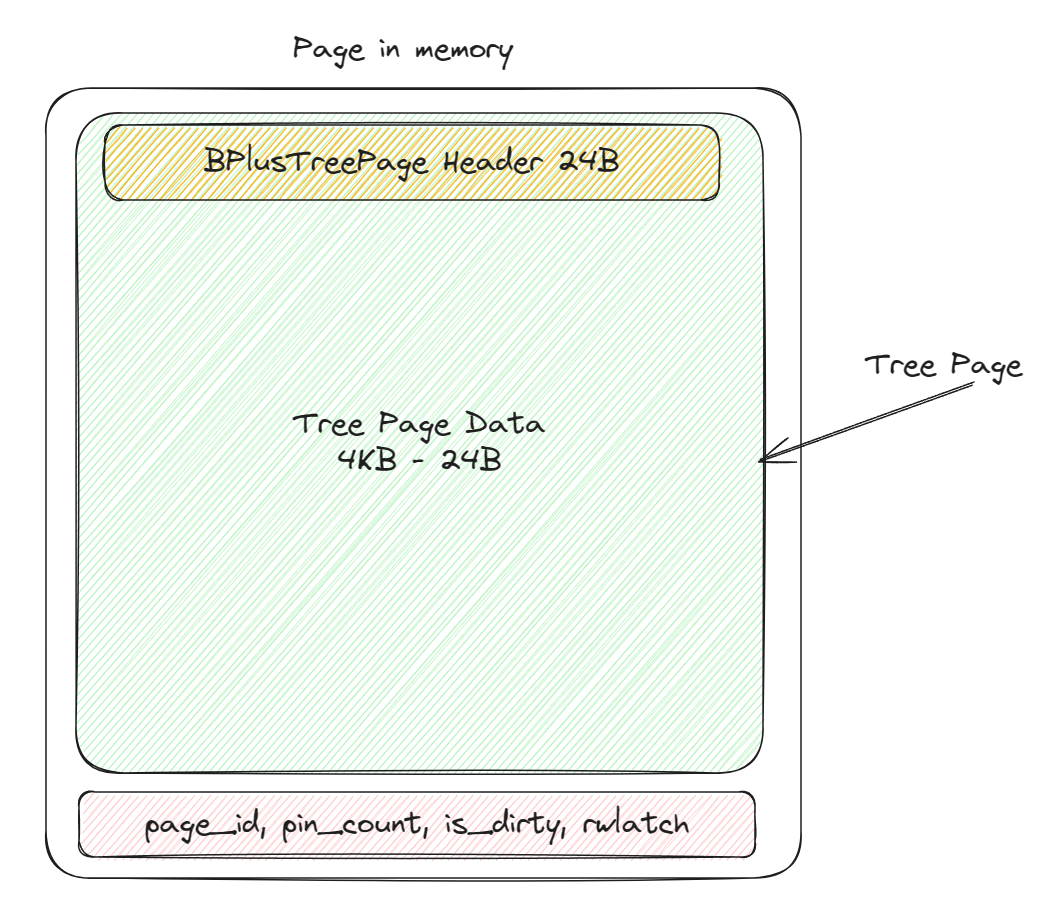 Page in memory
BPlusTreePage Header 24B
Tree Page
Tree Page Data
4KB - 24B
page_id, pin_count, is_dirty, rwlatch